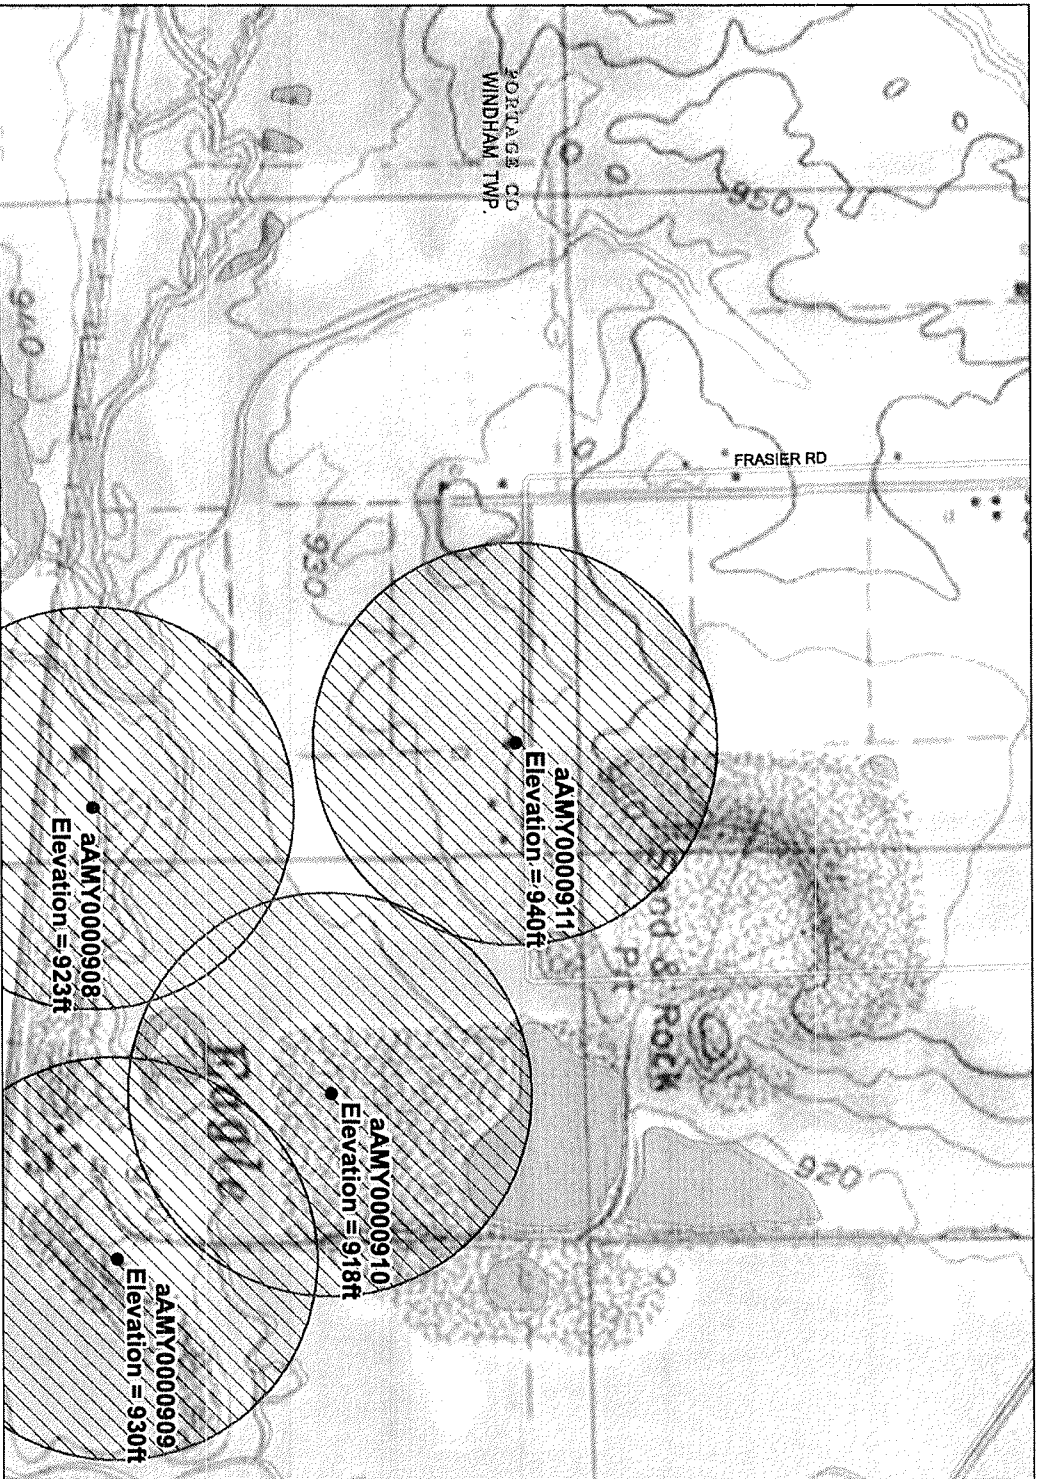 PORTAGE CO
WINDHAM TWP.
950
940
FRASIER RD
930
aAMY0000911
Elevation = 940ft
Sand & Rock
Pit
aAMY0000908
Elevation = 923ft
Eagle
aAMY0000910
Elevation = 918ft
920
aAMY0000909
Elevation = 930ft